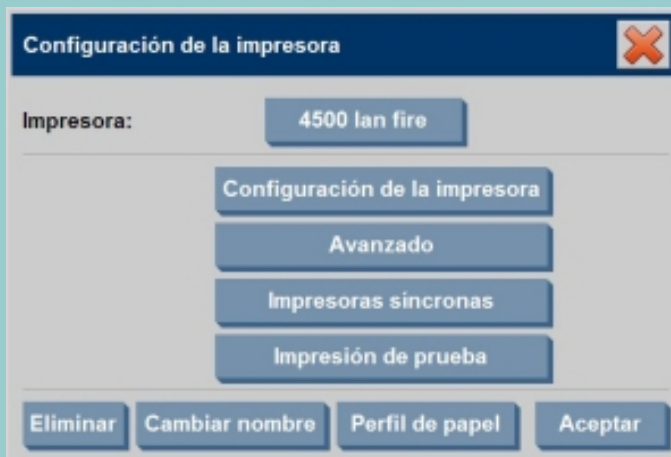 Configuración de la impresora
Impresora: 4500 lan fire
Configuración de la impresora
Avanzado
Impresoras sincronas
Impresión de prueba
Eliminar Cambiar nombre Perfil de papel Aceptar